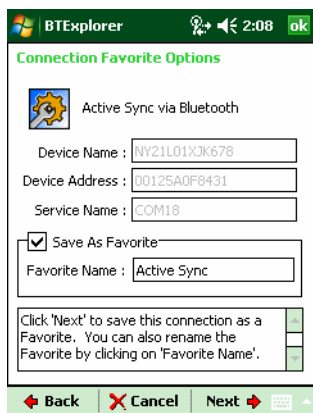 BTExplorer 2:08 ok
Connection Favorite Options
Active Sync via Bluetooth
Device Name : NY21L01XJK678
Device Address : 00125A0F8431
Service Name : COM18
Save As Favorite
Favorite Name : Active Sync
Click 'Next' to save this connection as a
Favorite. You can also rename the
Favorite by clicking on 'Favorite Name'.
Back Cancel Next